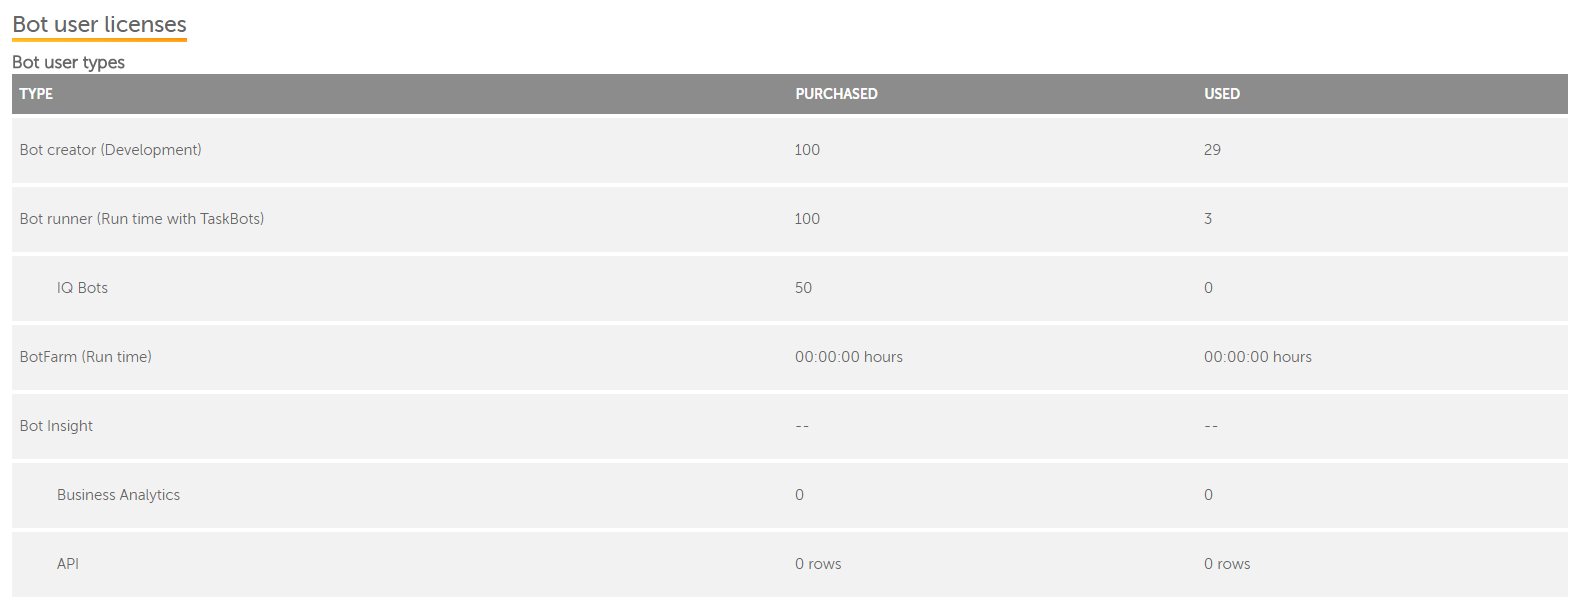 Bot user licenses
Bot user types
TYPE PURCHASED USED
Bot creator (Development) 100 29
Bot runner (Run time with TaskBots) 100 3
IQ Bots 50 0
BotFarm (Run time) 00:00:00 hours 00:00:00 hours
Bot Insight -- --
Business Analytics 0 0
API 0 rows 0 rows